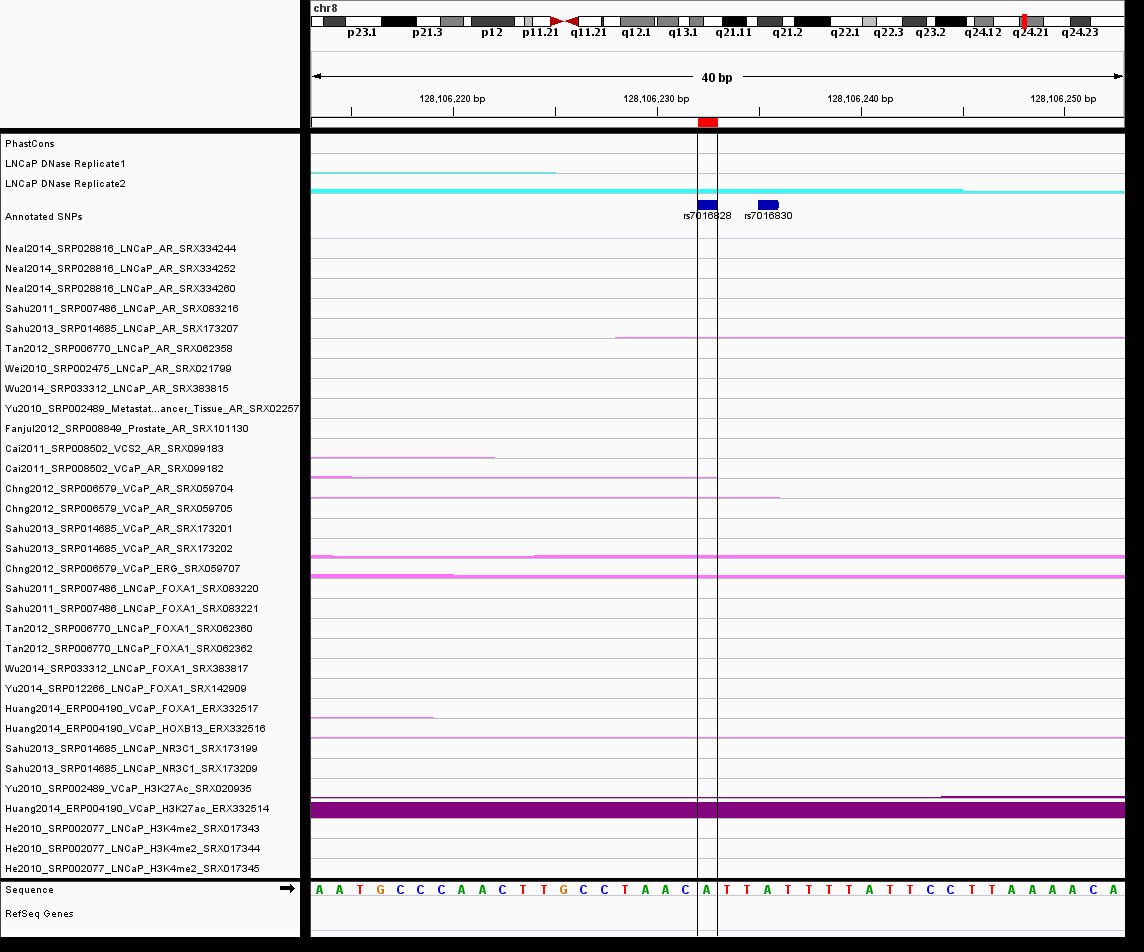 chr8
p23.1 p21.3 p12 p11.21 q11.21 q12.1 q13.1 q21.11 q21.2 q22.1 q22.3 q23.2 q24.12 q24.21 q24.23
40 bp
128,106,220 bp 128,106,230 bp 128,106,240 bp 128,106,250 bp
PhastCons
LNCaP DNase Replicate1
LNCaP DNase Replicate2
Annotated SNPs
rs7016828 rs7016830
Neal2014_SRP028816_LNCaP_AR_SRX334244
Neal2014_SRP028816_LNCaP_AR_SRX334252
Neal2014_SRP028816_LNCaP_AR_SRX334260
Sahu2011_SRP007486_LNCaP_AR_SRX083216
Sahu2013_SRP014685_LNCaP_AR_SRX173207
Tan2012_SRP006770_LNCaP_AR_SRX062358
Wei2010_SRP002475_LNCaP_AR_SRX021799
Wu2014_SRP033312_LNCaP_AR_SRX383815
Yu2010_SRP002489_Metastat...ancer_Tissue_AR_SRX02257
Fanjul2012_SRP008849_Prostate_AR_SRX101130
Cai2011_SRP008502_VCS2_AR_SRX099183
Cai2011_SRP008502_VCaP_AR_SRX099182
Chng2012_SRP006579_VCaP_AR_SRX059704
Chng2012_SRP006579_VCaP_AR_SRX059705
Sahu2013_SRP014685_VCaP_AR_SRX173201
Sahu2013_SRP014685_VCaP_AR_SRX173202
Chng2012_SRP006579_VCaP_ERG_SRX059707
Sahu2011_SRP007486_LNCaP_FOXA1_SRX083220
Sahu2011_SRP007486_LNCaP_FOXA1_SRX083221
Tan2012_SRP006770_LNCaP_FOXA1_SRX062360
Tan2012_SRP006770_LNCaP_FOXA1_SRX062362
Wu2014_SRP033312_LNCaP_FOXA1_SRX383817
Yu2014_SRP012266_LNCaP_FOXA1_SRX142909
Huang2014_ERP004190_VCaP_FOXA1_ERX332517
Huang2014_ERP004190_VCaP_HOXB13_ERX332516
Sahu2013_SRP014685_LNCaP_NR3C1_SRX173199
Sahu2013_SRP014685_LNCaP_NR3C1_SRX173209
Yu2010_SRP002489_VCaP_H3K27Ac_SRX020935
Huang2014_ERP004190_VCaP_H3K27ac_ERX332514
He2010_SRP002077_LNCaP_H3K4me2_SRX017343
He2010_SRP002077_LNCaP_H3K4me2_SRX017344
He2010_SRP002077_LNCaP_H3K4me2_SRX017345
Sequence A A T G C C C A A C T T G C C T A A C A T T A T T T T A T T C C T T A A A A C A
RefSeq Genes